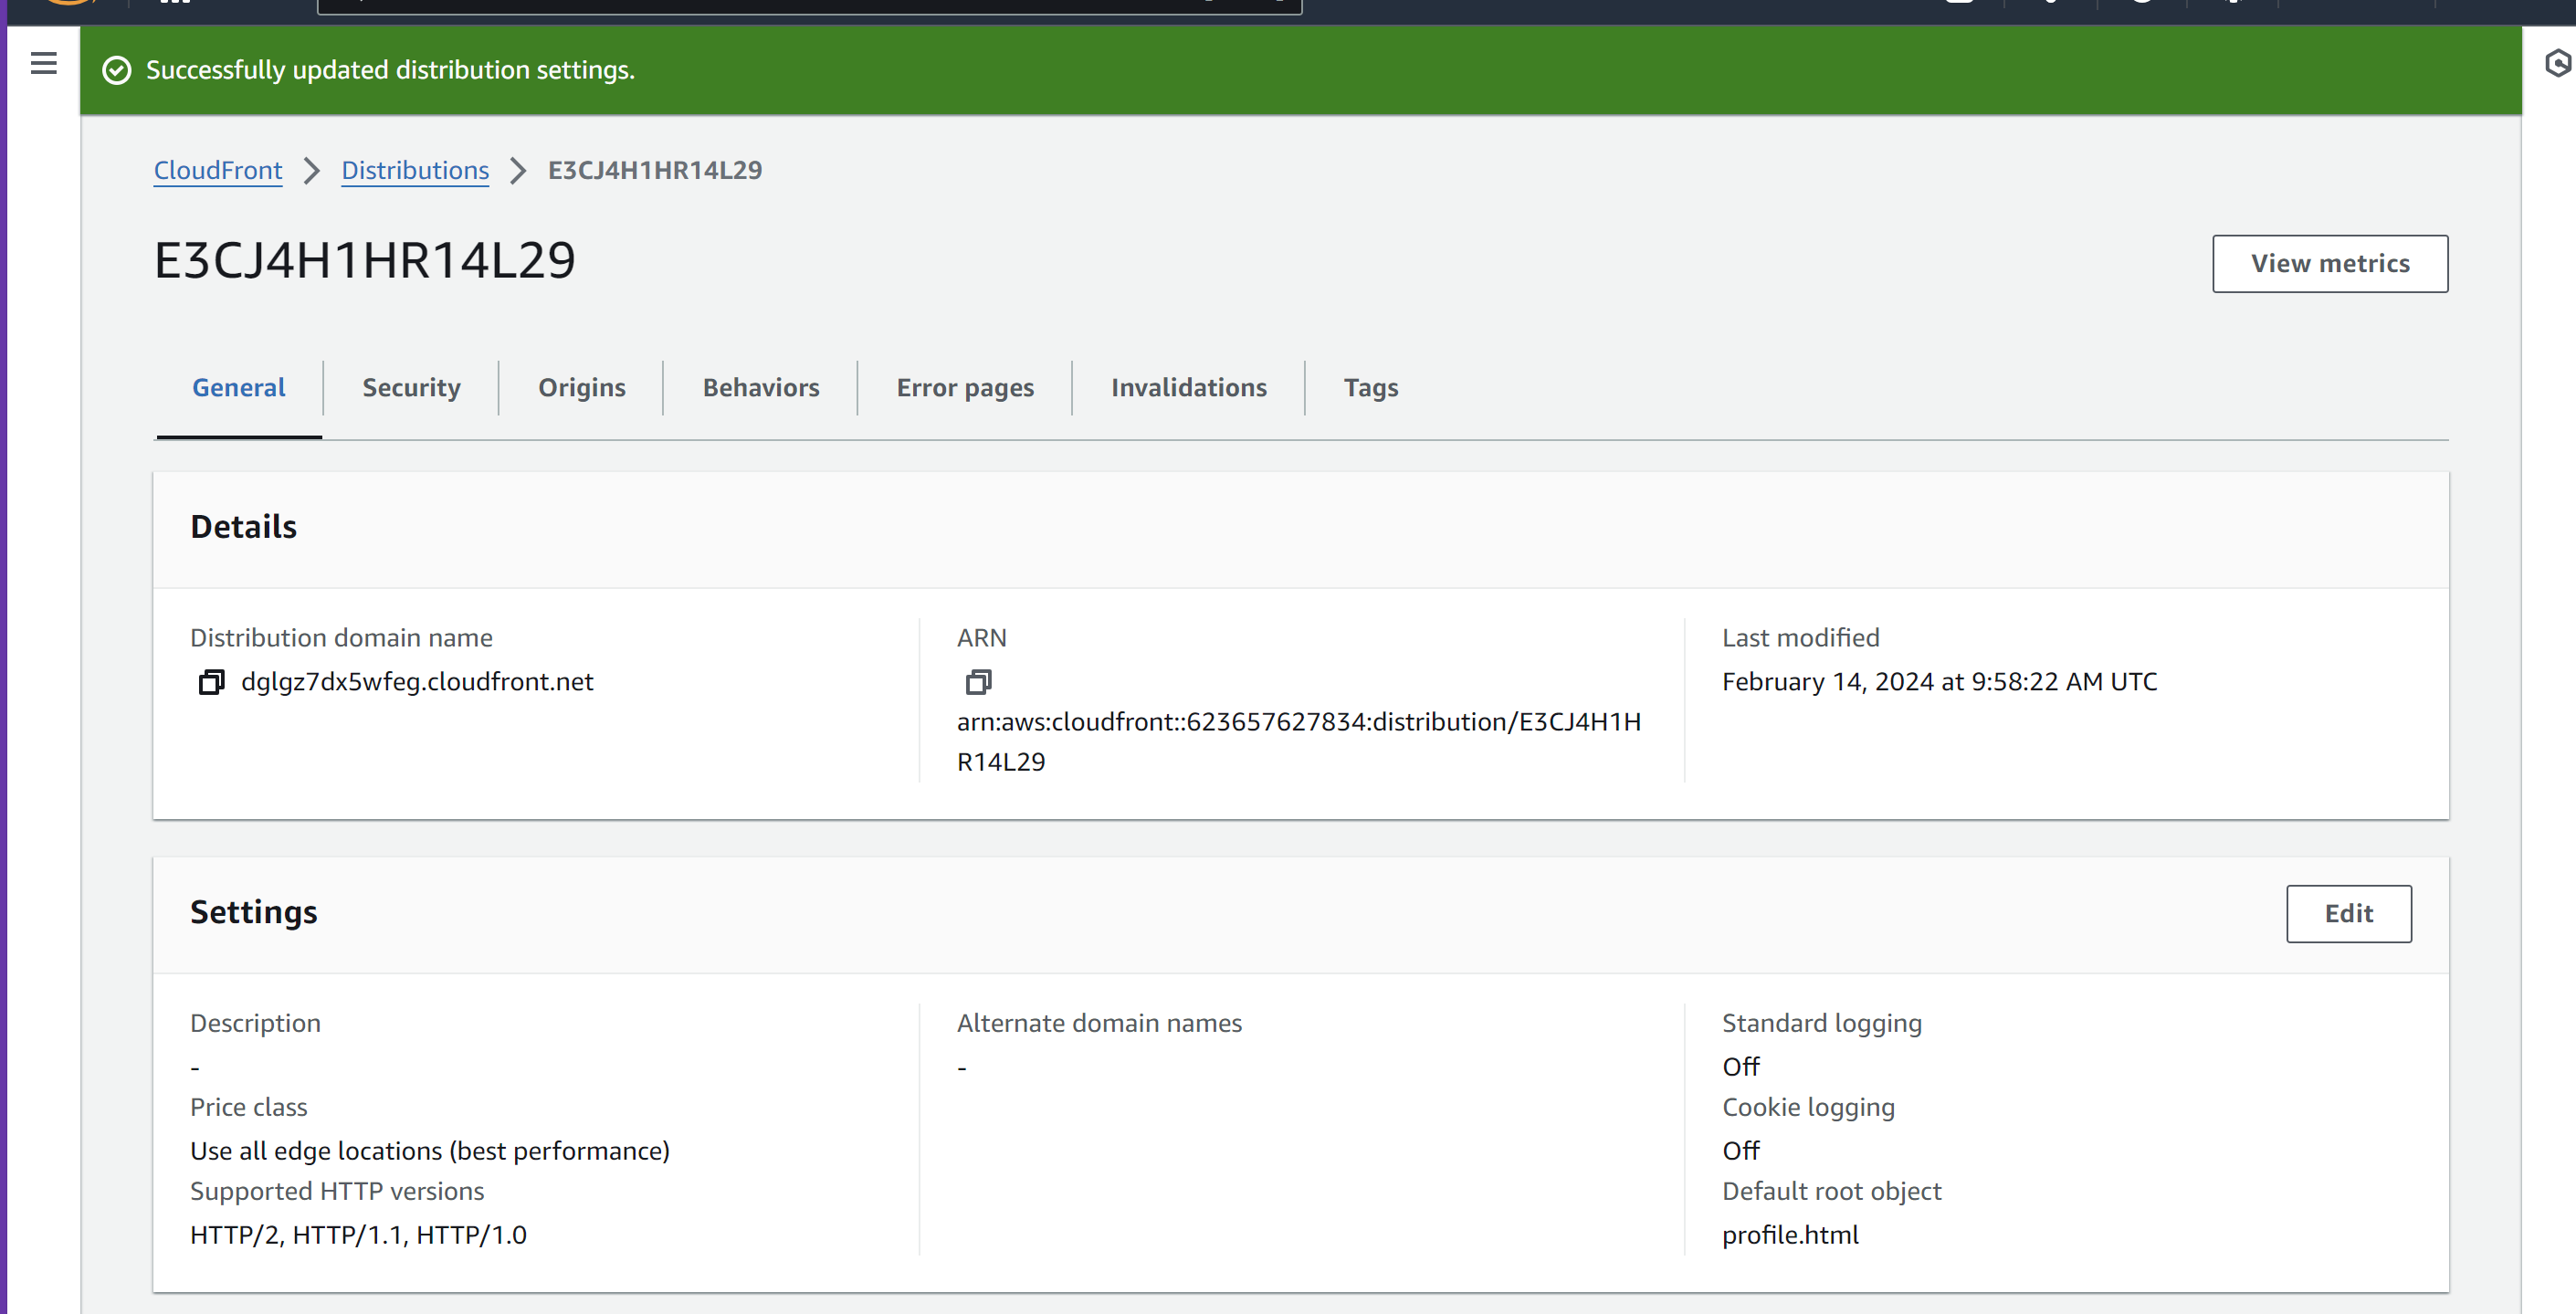 Successfully updated distribution settings.
CloudFront
Distributions
E3CJ4H1HR14L29
E3CJ4H1HR14L29
View metrics
General
Security
Origins
Behaviors
Error pages
Invalidations
Tags
Details
Distribution domain name
dglgz7dx5wfeg.cloudfront.net
ARN
arn:aws:cloudfront::623657627834:distribution/E3CJ4H1H
R14L29
Last modified
February 14, 2024 at 9:58:22 AM UTC
Settings
Edit
Description
-
Price class
Use all edge locations (best performance)
Supported HTTP versions
HTTP/2, HTTP/1.1, HTTP/1.0
Alternate domain names
-
Standard logging
Off
Cookie logging
Off
Default root object
profile.html